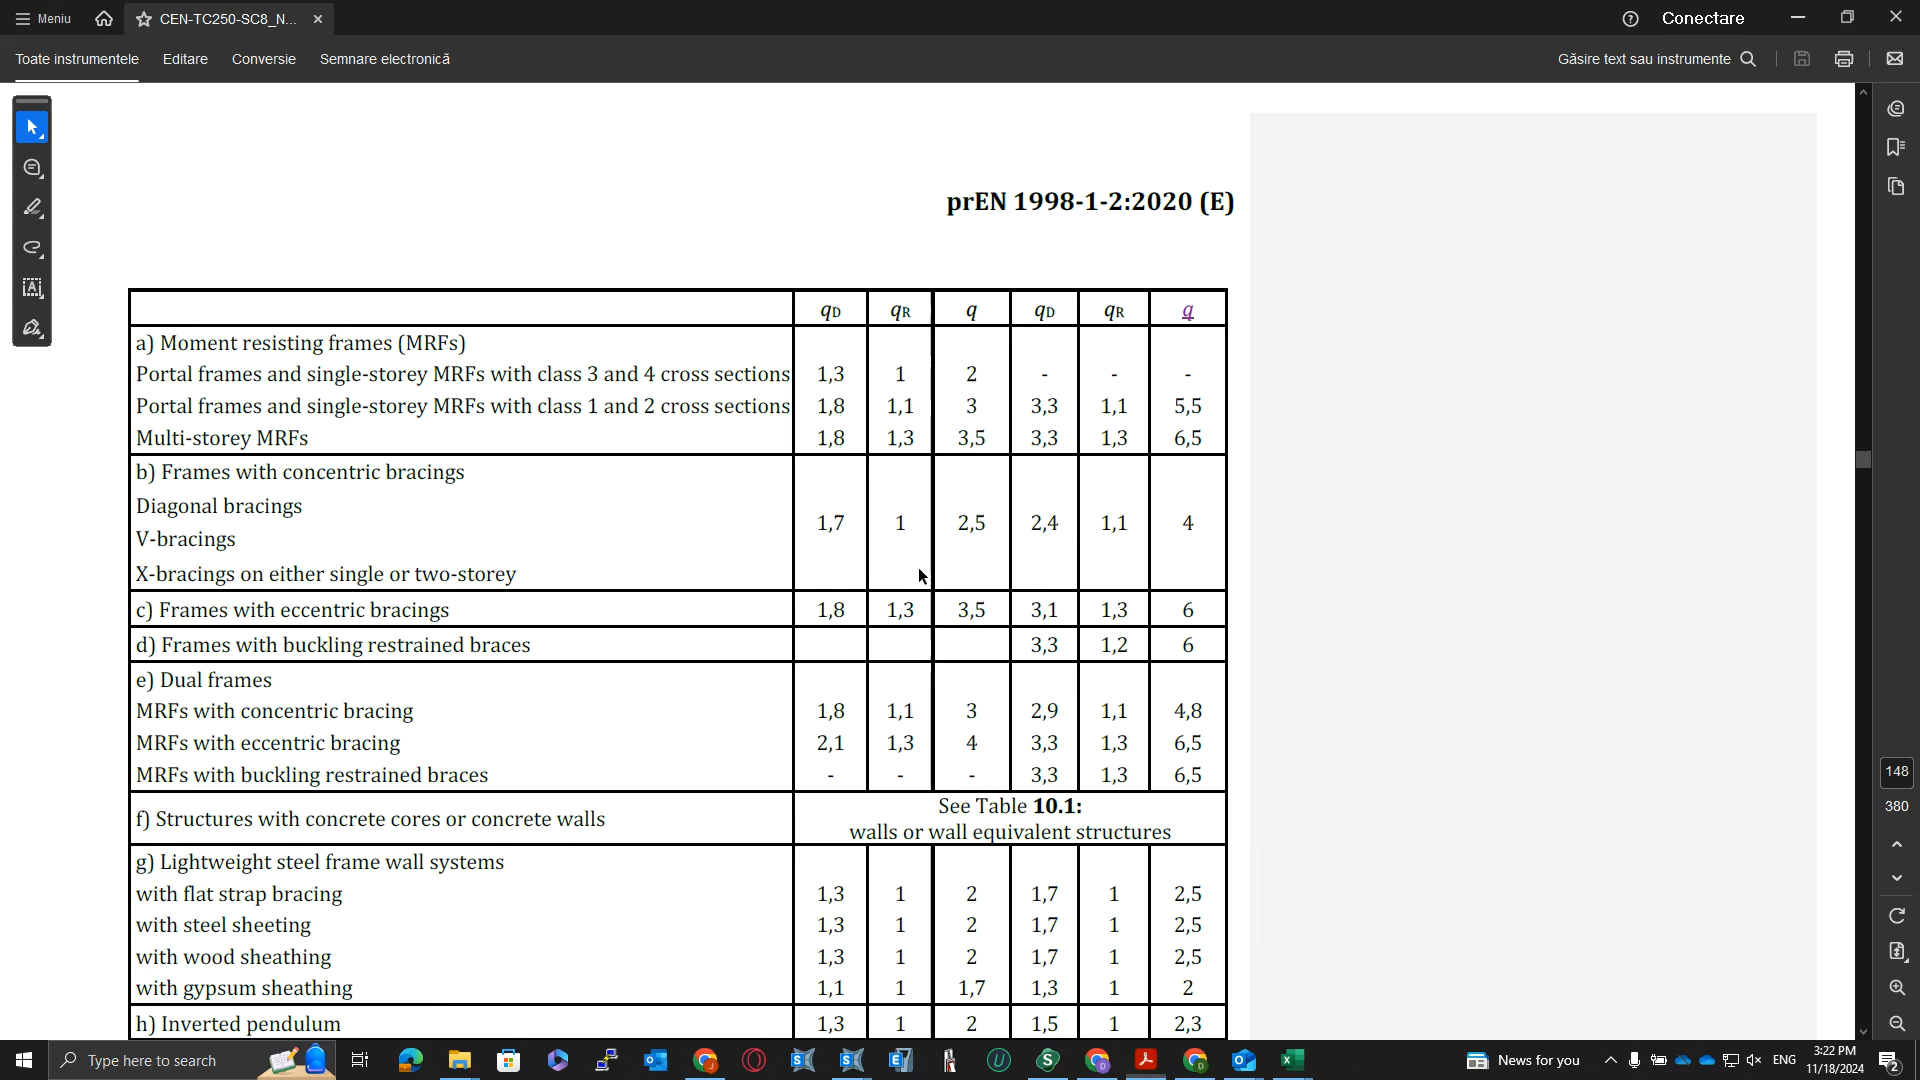 Meniu
CEN-TC250-SC8_N...
Conectare
Toate instrumentele Editare Conversie Semnare electronică
Găsire text sau instrumente
prEN 1998-1-2:2020 (E)
qD qR q qD qR q
a) Moment resisting frames (MRFs)
Portal frames and single-storey MRFs with class 3 and 4 cross sections 1,3 1 2 - - -
Portal frames and single-storey MRFs with class 1 and 2 cross sections 1,8 1,1 3 3,3 1,1 5,5
Multi-storey MRFs 1,8 1,3 3,5 3,3 1,3 6,5
b) Frames with concentric bracings
Diagonal bracings
1,7 1 2,5 2,4 1,1 4
V-bracings
X-bracings on either single or two-storey
c) Frames with eccentric bracings 1,8 1,3 3,5 3,1 1,3 6
d) Frames with buckling restrained braces 3,3 1,2 6
e) Dual frames
MRFs with concentric bracing 1,8 1,1 3 2,9 1,1 4,8
MRFs with eccentric bracing 2,1 1,3 4 3,3 1,3 6,5
MRFs with buckling restrained braces - - - 3,3 1,3 6,5
f) Structures with concrete cores or concrete walls
See Table 10.1:
walls or wall equivalent structures
g) Lightweight steel frame wall systems
with flat strap bracing 1,3 1 2 1,7 1 2,5
with steel sheeting 1,3 1 2 1,7 1 2,5
with wood sheathing 1,3 1 2 1,7 1 2,5
with gypsum sheathing 1,1 1 1,7 1,3 1 2
h) Inverted pendulum 1,3 1 2 1,5 1 2,3
148
380
Type here to search
News for you
ENG
3:22 PM
11/18/2024
2